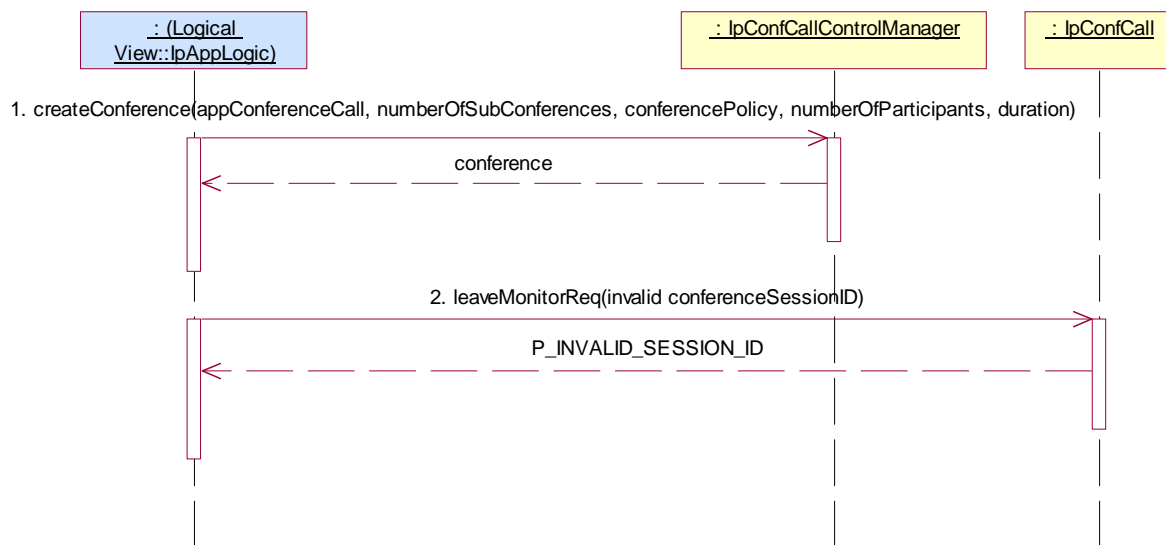 : (Logical
View::IpAppLogic)
: IpConfCallControlManager
: IpConfCall
1. createConference(appConferenceCall, numberOfSubConferences, conferencePolicy, numberOfParticipants, duration)
conference
2. leaveMonitorReq(invalid conferenceSessionID)
P_INVALID_SESSION_ID